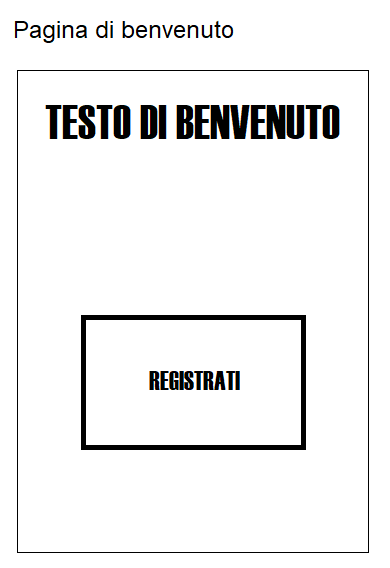 Pagina di benvenuto
TESTO DI BENVENUTO
REGISTRATI